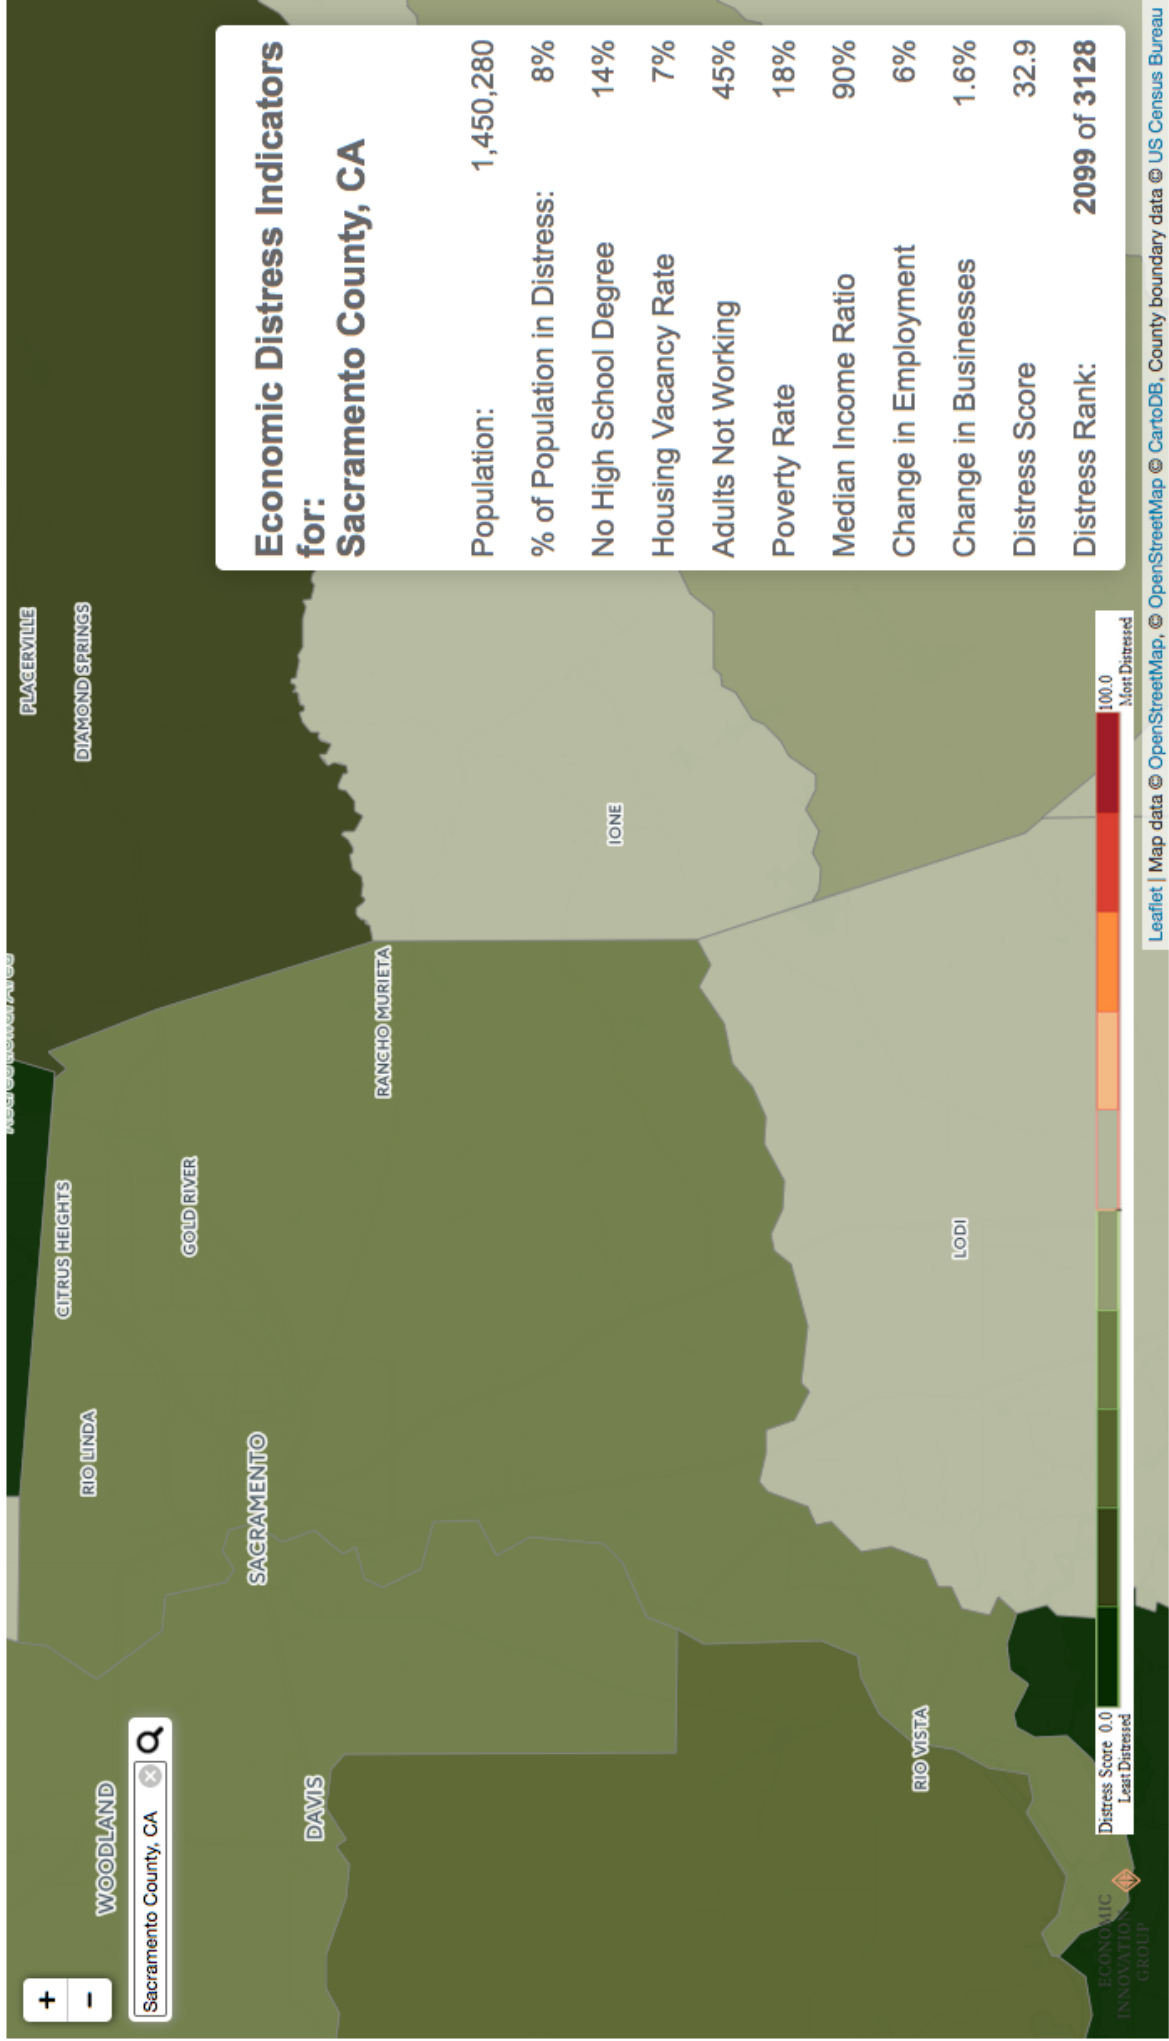 +
−
Sacramento County, CA
WOODLAND
DAVIS
RIO LINDA
SACRAMENTO
CITRUS HEIGHTS
GOLD RIVER
RANCHO MURIETA
PLACERVILLE
DIAMOND SPRINGS
IONE
LODI
RIO VISTA
Economic Distress Indicators
for:
Sacramento County, CA
Population: 1,450,280
% of Population in Distress: 8%
No High School Degree 14%
Housing Vacancy Rate 7%
Adults Not Working 45%
Poverty Rate 18%
Median Income Ratio 90%
Change in Employment 6%
Change in Businesses 1.6%
Distress Score 32.9
Distress Rank: 2099 of 3128
ECONOMIC
INNOVATION
GROUP
Distress Score 0.0
Least Distressed
100.0
Most Distressed
Leaflet | Map data © OpenStreetMap, © OpenStreetMap © CartoDB, County boundary data © US Census Bureau